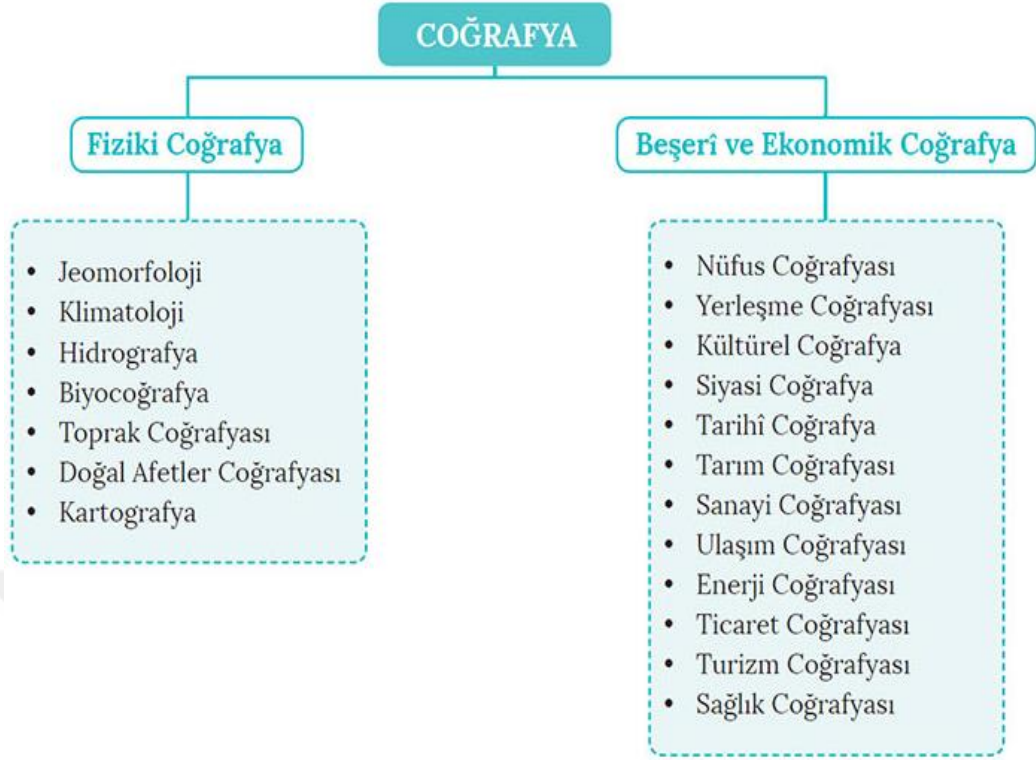 COĞRAFYA
Fiziki Coğrafya
• Jeomorfoloji
• Klimatoloji
• Hidrografya
• Biyocoğrafya
• Toprak Coğrafyası
• Doğal Afetler Coğrafyası
• Kartografya
Beşerî ve Ekonomik Coğrafya
• Nüfus Coğrafyası
• Yerleşme Coğrafyası
• Kültürel Coğrafya
• Siyasi Coğrafya
• Tarihî Coğrafya
• Tarım Coğrafyası
• Sanayi Coğrafyası
• Ulaşım Coğrafyası
• Enerji Coğrafyası
• Ticaret Coğrafyası
• Turizm Coğrafyası
• Sağlık Coğrafyası